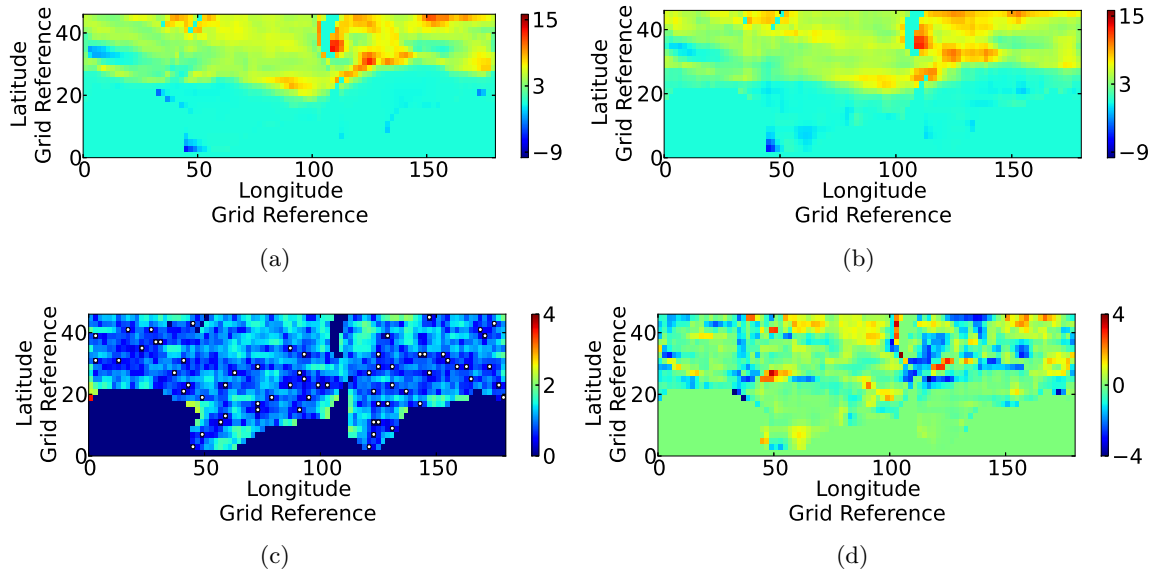 15
40
3
20
−9
0
0 50 100 150
Latitude
Grid Reference
Longitude
Grid Reference
(a)
15
40
3
20
−9
0
0 50 100 150
Latitude
Grid Reference
Longitude
Grid Reference
(b)
4
40
2
20
0
0
0 50 100 150
Latitude
Grid Reference
Longitude
Grid Reference
(c)
4
40
0
20
−4
0
0 50 100 150
Latitude
Grid Reference
Longitude
Grid Reference
(d)